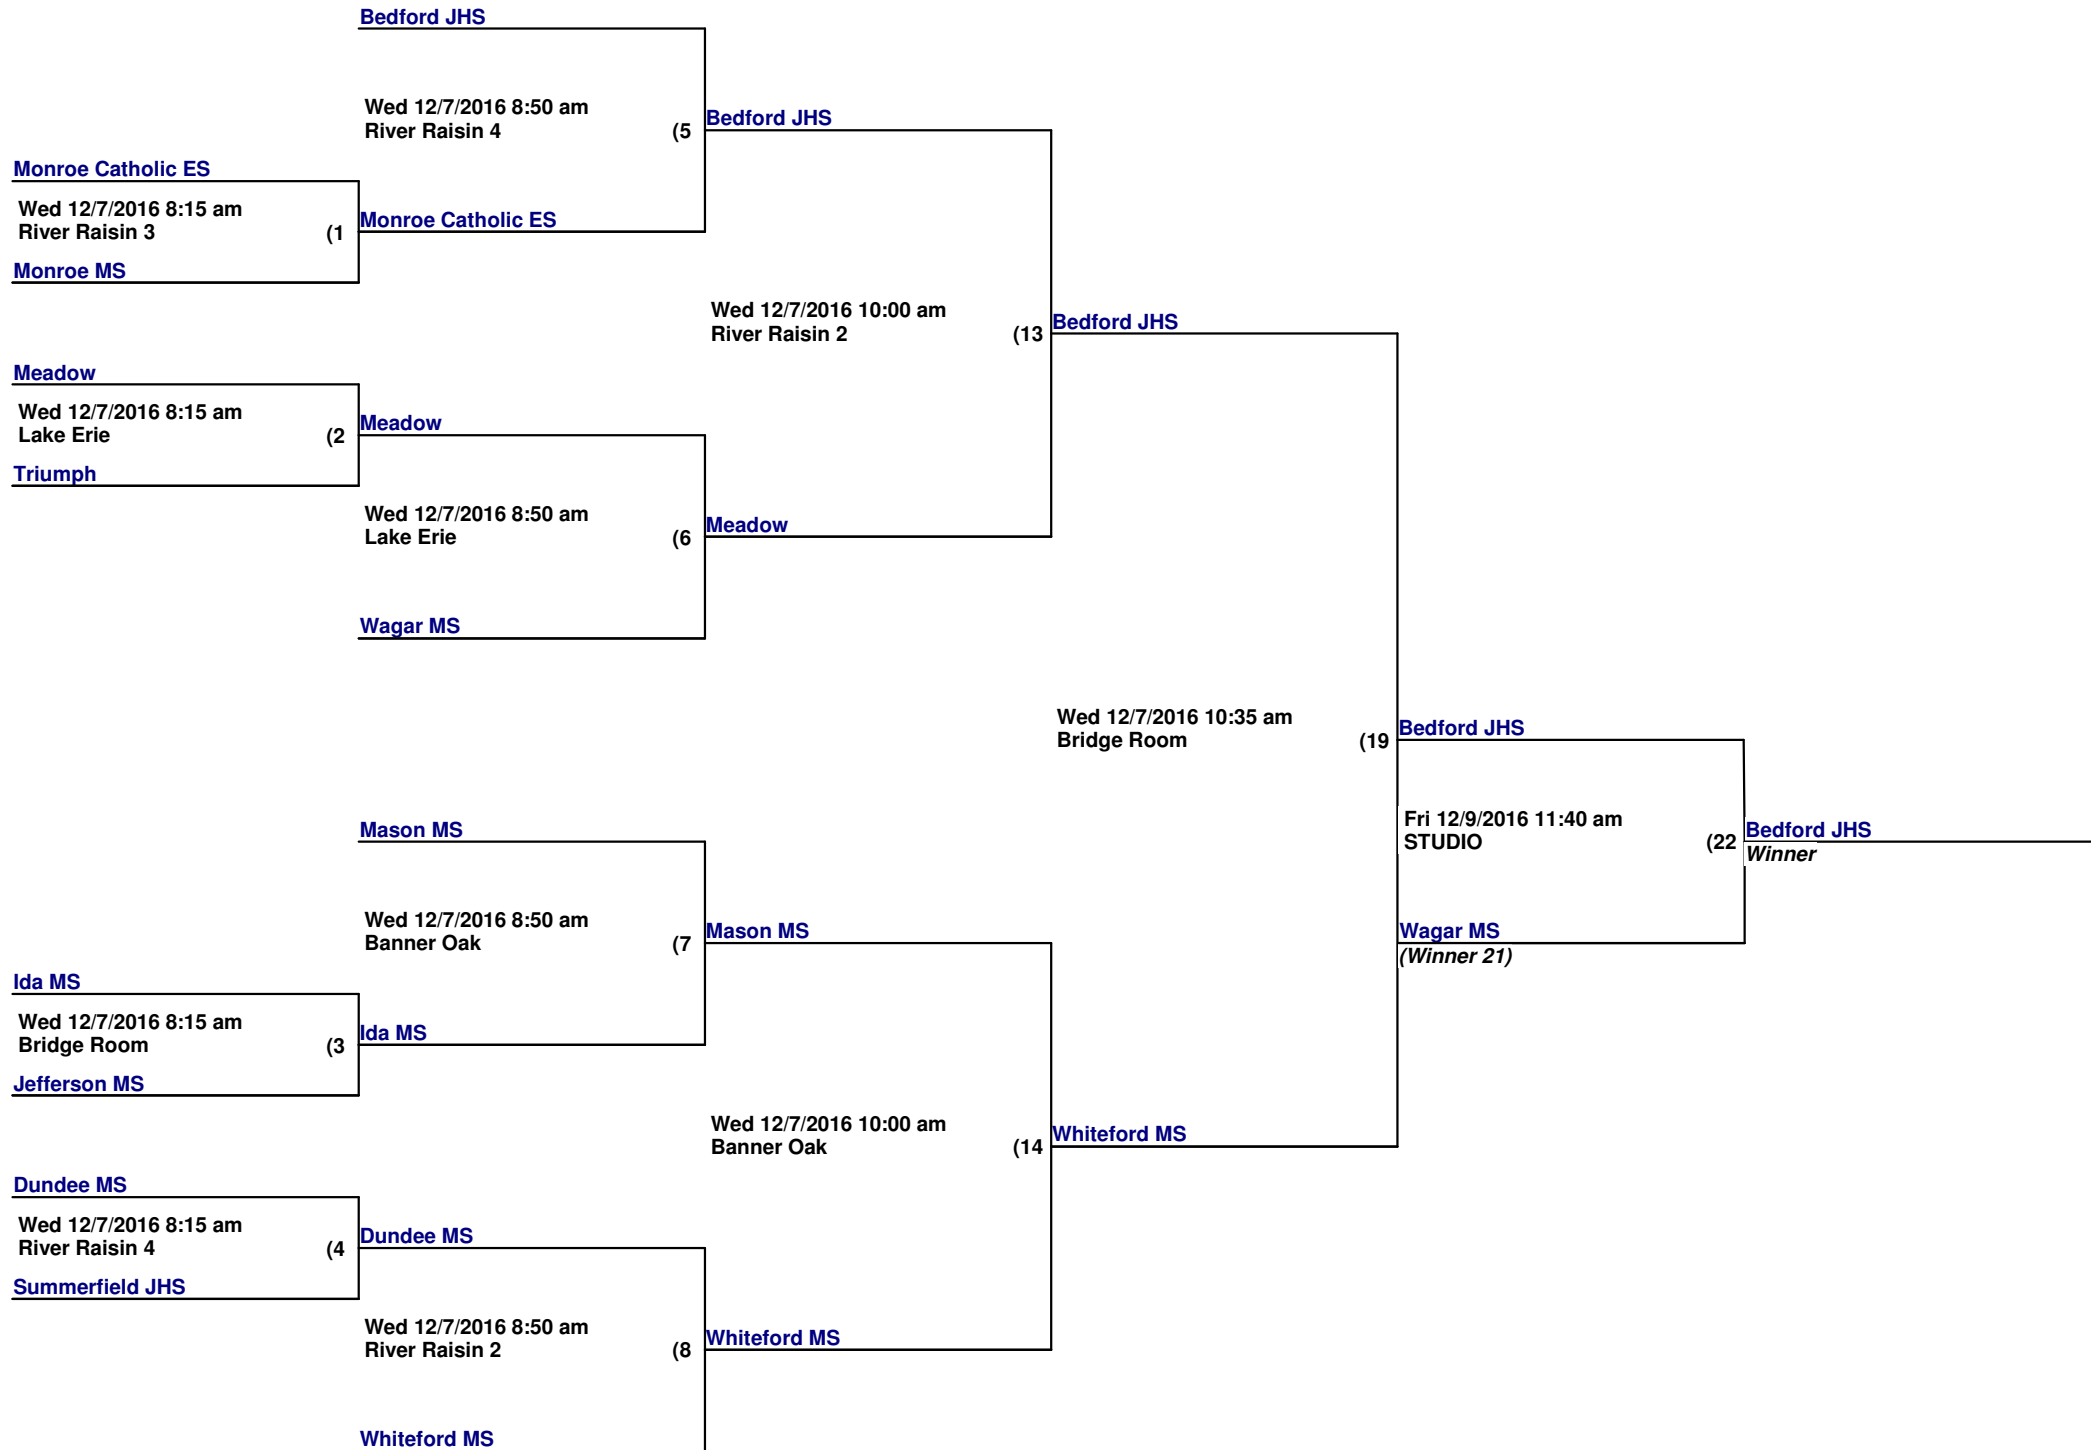 Bedford JHS
Wed 12/7/2016 8:50 am
River Raisin 4
(5
Bedford JHS
Monroe Catholic ES
Wed 12/7/2016 8:15 am
River Raisin 3
(1
Monroe Catholic ES
Monroe MS
Wed 12/7/2016 10:00 am
River Raisin 2
(13
Bedford JHS
Meadow
Wed 12/7/2016 8:15 am
Lake Erie
(2
Meadow
Triumph
Wed 12/7/2016 8:50 am
Lake Erie
(6
Meadow
Wagar MS
Wed 12/7/2016 10:35 am
Bridge Room
(19
Bedford JHS
Fri 12/9/2016 11:40 am
STUDIO
(22
Bedford JHS
Winner
Mason MS
Wed 12/7/2016 8:50 am
Banner Oak
(7
Mason MS
Wagar MS
(Winner 21)
Ida MS
Wed 12/7/2016 8:15 am
Bridge Room
(3
Ida MS
Jefferson MS
Wed 12/7/2016 10:00 am
Banner Oak
(14
Whiteford MS
Dundee MS
Wed 12/7/2016 8:15 am
River Raisin 4
(4
Dundee MS
Summerfield JHS
Wed 12/7/2016 8:50 am
River Raisin 2
(8
Whiteford MS
Whiteford MS